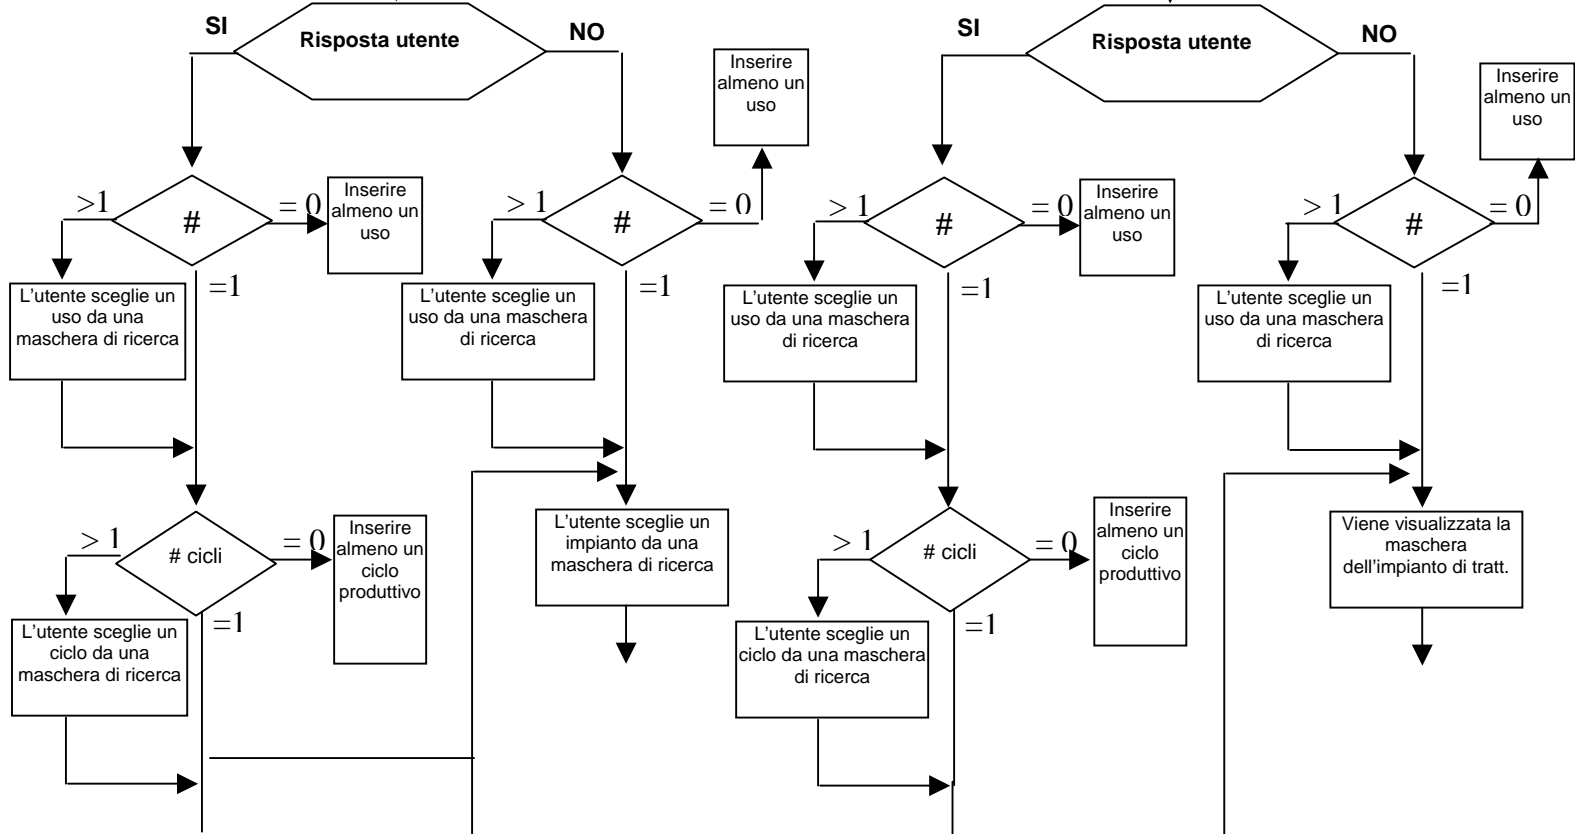 SI
Risposta utente
NO
Inserire
almeno un
uso
SI
Risposta utente
NO
Inserire
almeno un
uso
>1
#
= 0
Inserire
almeno un
uso
> 1
#
= 0
> 1
#
= 0
Inserire
almeno un
uso
> 1
#
= 0
=1
=1
=1
=1
L'utente sceglie un
uso da una
maschera di ricerca
L'utente sceglie un
uso da una maschera
di ricerca
L'utente sceglie un
uso da una maschera
di ricerca
L'utente sceglie un
uso da una maschera
di ricerca
> 1
# cicli
= 0
Inserire
almeno un
ciclo
produttivo
L'utente sceglie un
impianto da una
maschera di ricerca
> 1
# cicli
= 0
Inserire
almeno un
ciclo
produttivo
Viene visualizzata la
maschera
dell'impianto di tratt.
=1
=1
L'utente sceglie un
ciclo da una
maschera di ricerca
L'utente sceglie un
ciclo da una maschera
di ricerca